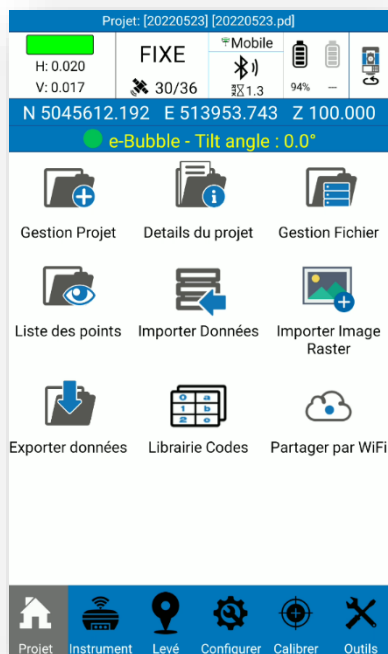 Projet: [20220523] [20220523.pd]
H: 0.020
V: 0.017
FIXE
30/36
Mobile
1.3
94%
--
N 5045612.192 E 513953.743 Z 100.000
e-Bubble - Tilt angle : 0.0°
Gestion Projet Details du projet Gestion Fichier
Liste des points Importer Données Importer Image
Raster
0 a
1 b
2 c
Exporter données Librairie Codes Partager par WiFi
Projet Instrument Levé Configurer Calibrer Outils